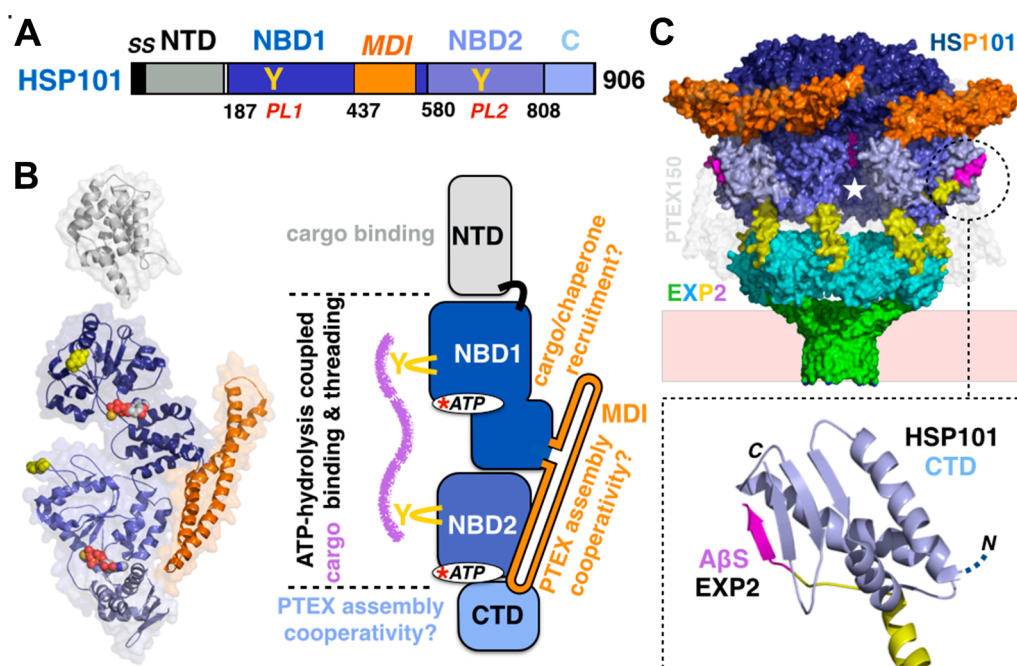 A
SS NTD NBD1 MDI NBD2 C
HSP101 Y Y 906
187 PL1 437 580 PL2 808
B
cargo binding
NTD
ATP-hydrolysis coupled
cargo binding & threading
Y
NBD1
*ATP
cargo/chaperone
recruitment?
MDI
PTEX assembly
cooperativity?
Y
NBD2
*ATP
PTEX assembly
cooperativity?
CTD
C
HSP101
PTEX150
EXP2
HSP101
CTD
C
N
AβS
EXP2